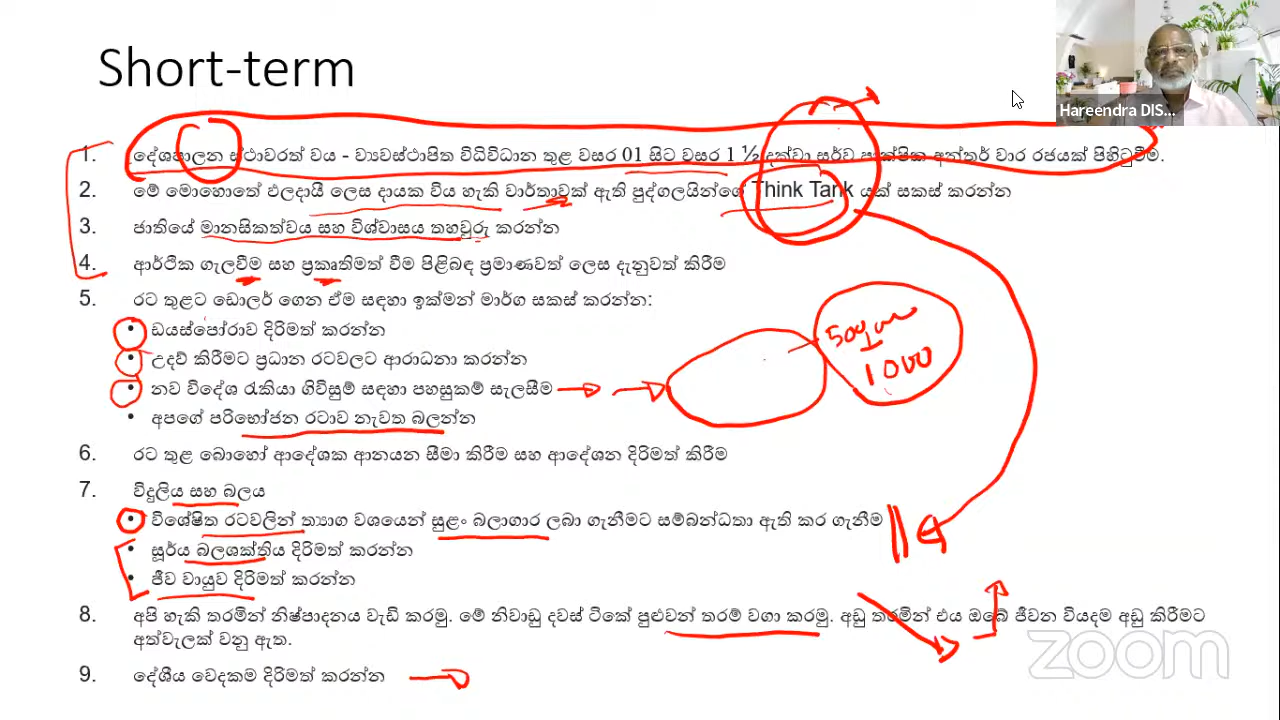 Short-term
Hareendra DIS...
1. දේශපාලන ස්ථාවරත් වය - ව්‍යවස්ථාපිත විධිවිධාන තුළ වසර 01 සිට වසර 1 ½ දක්වා සර්ව පාක්ෂික අන්තර් වාර රජයක් පිහිටුවීම.
2. මේ මොහොතේ ඵලදායී ලෙස දායක විය හැකි වාර්තාවක් ඇති පුද්ගලයින්ගේ Think Tank යක් සකස් කරන්න
3. ජාතියේ මානසිකත්වය සහ විශ්වාසය තහවුරු කරන්න
4. ආර්ථික ගැලවීම සහ ප්‍රකෘතිමත් වීම පිළිබඳ ප්‍රමාණවත් ලෙස දැනුවත් කිරීම
5. රට තුළට ඩොලර් ගෙන ඒම සඳහා ඉක්මන් මාර්ග සකස් කරන්න:
• ඩයස්පෝරාව දිරිමත් කරන්න
• උදව් කිරීමට ප්‍රධාන රටවලට ආරාධනා කරන්න
• නව විදේශ රැකියා ගිවිසුම් සඳහා පහසුකම් සැලසීම
• අපගේ පරිභෝජන රටාව නැවත බලන්න
1000
6. රට තුළ බොහෝ ආදේශක ආනයන සීමා කිරීම සහ ආදේශන දිරිමත් කිරීම
7. විදුලිය සහ බලය
• විශේෂිත රටවලින් ත්‍යාග වශයෙන් සුළං බලාගාර ලබා ගැනීමට සම්බන්ධතා ඇති කර ගැනීම
• සූර්ය බලශක්තිය දිරිමත් කරන්න
• ජීව වායුව දිරිමත් කරන්න
8. අපි හැකි තරමින් නිෂ්පාදනය වැඩි කරමු. මේ නිවාඩු දවස් ටිකේ පුළුවන් තරම් වගා කරමු. අඩු තරමින් එය ඔබේ ජීවන වියදම අඩු කිරීමට
අත්වැලක් වනු ඇත.
9. දේශීය වෙදකම දිරිමත් කරන්න
zoom